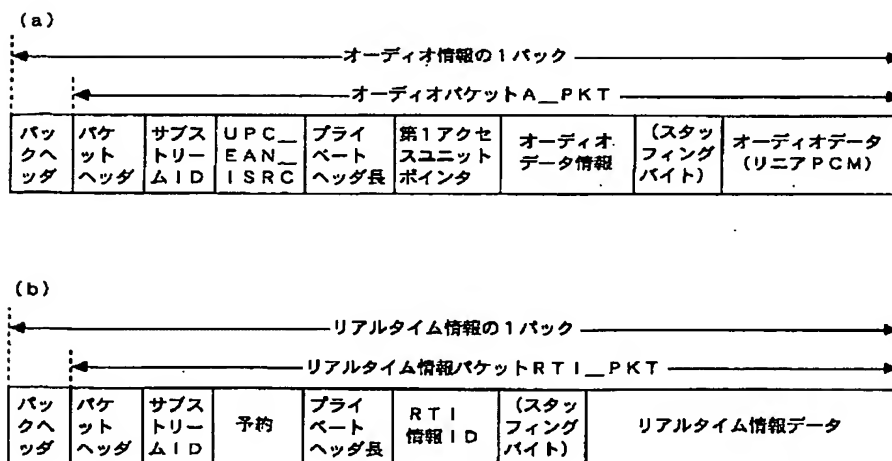 (a)
オーディオ情報の1パック
オーディオパケットA__PKT
パッ
クヘ
ッダ
パケ
ット
ヘッダ
サブス
トリー
ムID
UPC__
EAN__
ISRC
プライ
ベート
ヘッダ長
第1アクセ
スユニット
ポインタ
オーディオ
データ情報
(スタッ
フィング
バイト)
オーディオデータ
(リニアPCM)
(b)
リアルタイム情報の1パック
リアルタイム情報パケットRTI__PKT
パッ
クヘ
ッダ
パケ
ット
ヘッダ
サブス
トリー
ムID
予約
プライ
ベート
ヘッダ長
RTI
情報ID
(スタッ
フィング
バイト)
リアルタイム情報データ